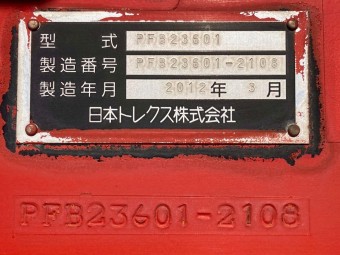 型式 PFB23601
製造番号 PFB23601-2108
製造年月 2012年 3月
日本トレクス株式会社
PFB23601-2108